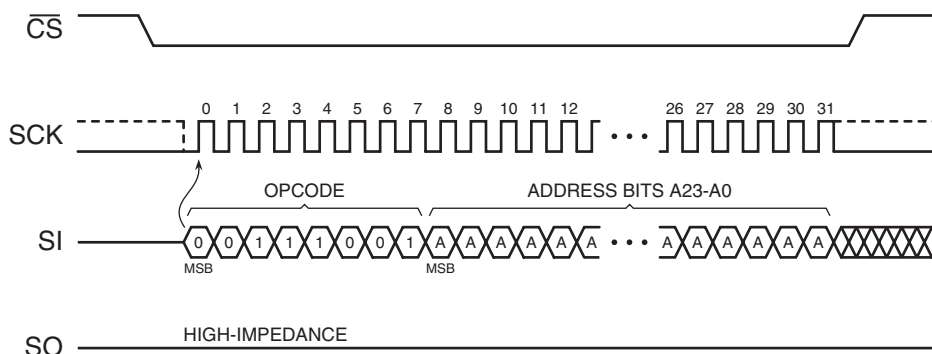 CS
0 1 2 3 4 5 6 7 8 9 10 11 12 26 27 28 29 30 31
SCK
OPCODE ADDRESS BITS A23-A0
SI 0 0 1 1 1 0 0 1 A A A A A A A A A A A A
MSB MSB
HIGH-IMPEDANCE
SO